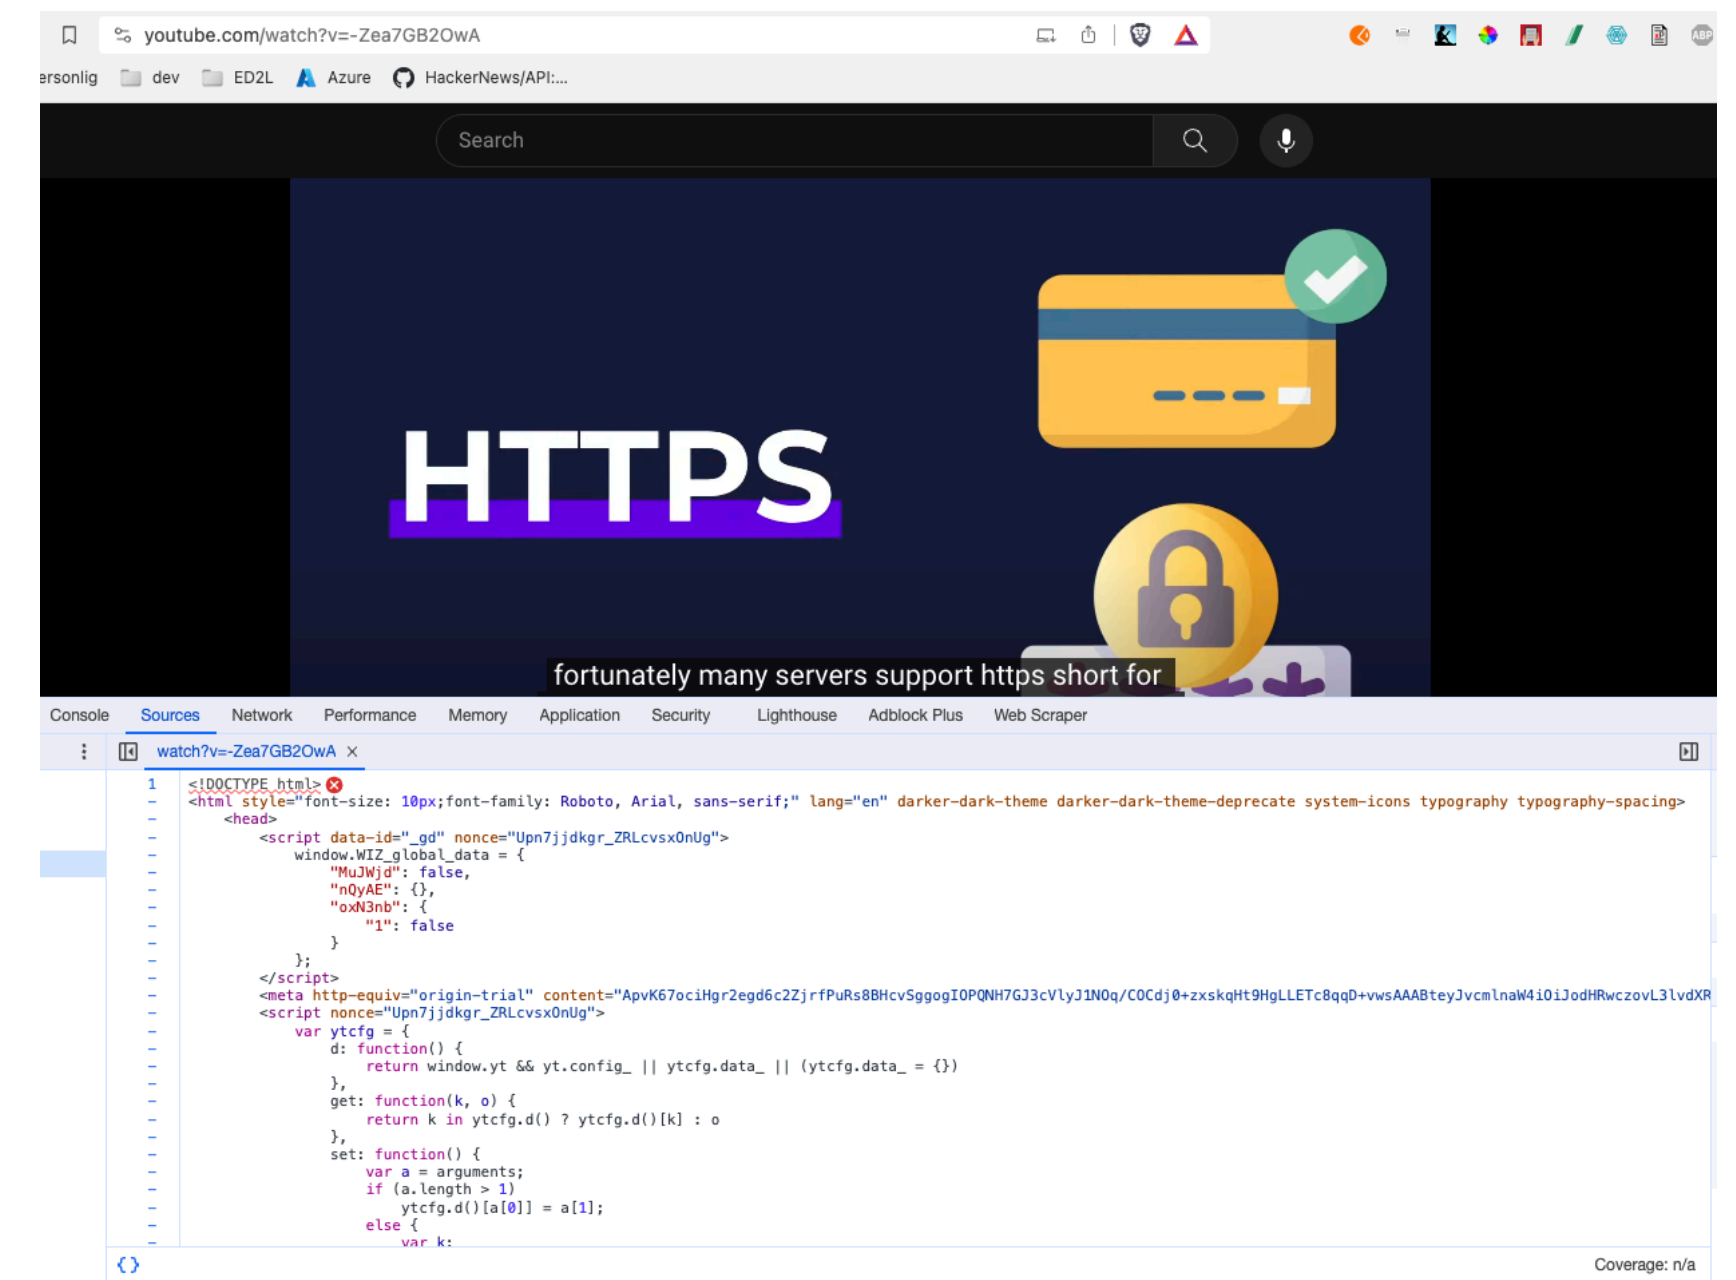 youtube.com/watch?v=-Zea7GB2OwA
ersonlig dev ED2L Azure HackerNews/API:...
ABP
Search
HTTPS
fortunately many servers support https short for
Console Sources Network Performance Memory Application Security Lighthouse Adblock Plus Web Scraper
watch?v=-Zea7GB2OwA ×
1 <!DOCTYPE html>
- <html style="font-size: 10px;font-family: Roboto, Arial, sans-serif;" lang="en" darker-dark-theme darker-dark-theme-deprecate system-icons typography typography-spacing>
- <head>
- <script data-id="_gd" nonce="Upn7jjdkgr_ZRLcvsxOnUg">
- window.WIZ_global_data = {
- "MuJWjd": false,
- "nQyAE": {},
- "oxN3nb": {
- "1": false
- }
- };
- </script>
- <meta http-equiv="origin-trial" content="ApvK67ociHgr2egd6c2ZjrfPuRs8BHcvSggogIOPQNH7GJ3cVlyJ1NOq/COCdj0+zxskqHt9HgLLETc8qqD+vwsAAABteyJvcmlnaW4iOiJodHRwczovL3lvdXR
- <script nonce="Upn7jjdkgr_ZRLcvsxOnUg">
- var ytcfg = {
- d: function() {
- return window.yt && yt.config_ || ytcfg.data_ || (ytcfg.data_ = {})
- },
- get: function(k, o) {
- return k in ytcfg.d() ? ytcfg.d()[k] : o
- },
- set: function() {
- var a = arguments;
- if (a.length > 1)
- ytcfg.d()[a[0]] = a[1];
- else {
- var k;
{} Coverage: n/a